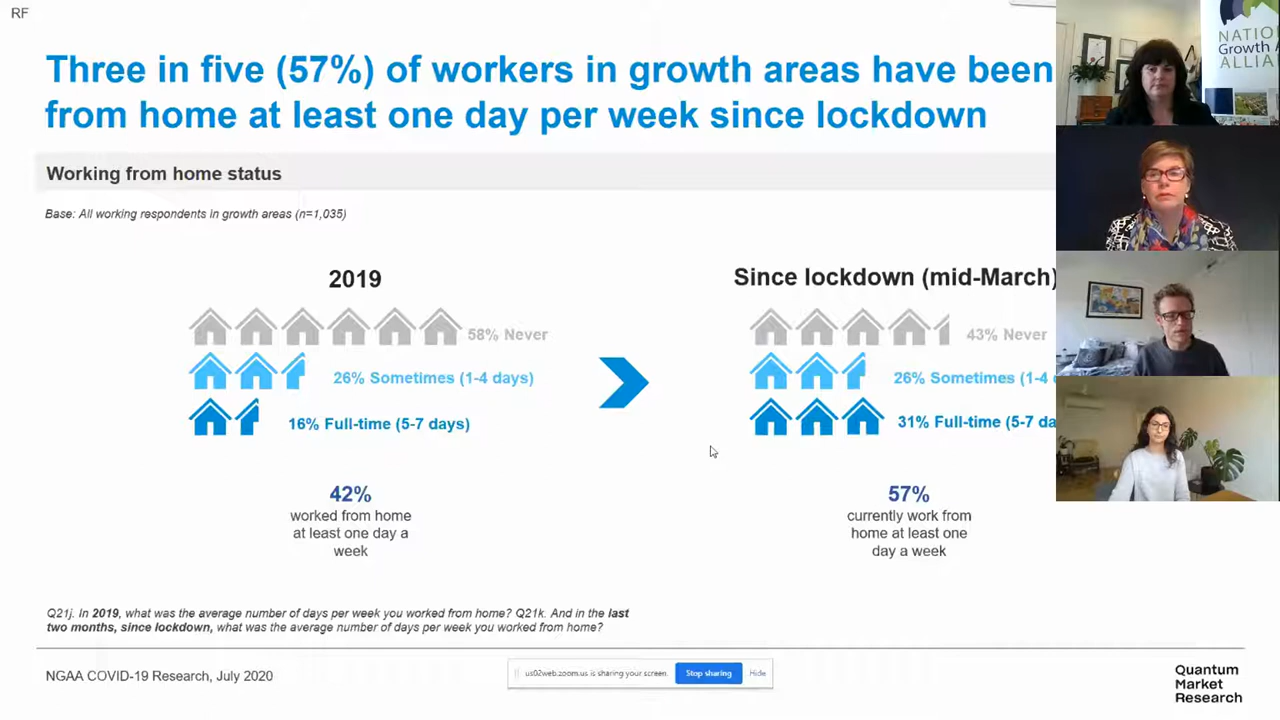 RF
Three in five (57%) of workers in growth areas have been
from home at least one day per week since lockdown
Working from home status
Base: All working respondents in growth areas (n=1,035)
2019
58% Never
26% Sometimes (1-4 days)
16% Full-time (5-7 days)
42%
worked from home
at least one day a
week
Since lockdown (mid-March)
43% Never
26% Sometimes (1-4
31% Full-time (5-7 da
57%
currently work from
home at least one
day a week
Q21j. In 2019, what was the average number of days per week you worked from home? Q21k. And in the last
two months, since lockdown, what was the average number of days per week you worked from home?
NGAA COVID-19 Research, July 2020
us02web.zoom.us is sharing your screen.
Stop sharing
Hide
Quantum
Market
Research
NATIO
Growth A
ALLIA